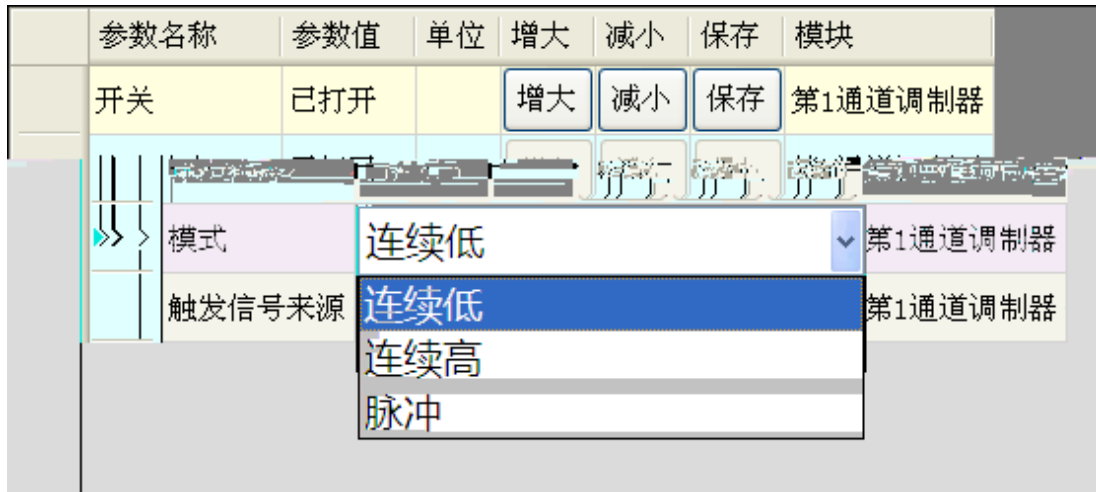 参数名称 参数值 单位 增大 减小 保存 模块
开关 已打开 增大 减小 保存 第1通道调制器
模式 连续低 第1通道调制器
触发信号来源 连续低 第1通道调制器
连续高
脉冲